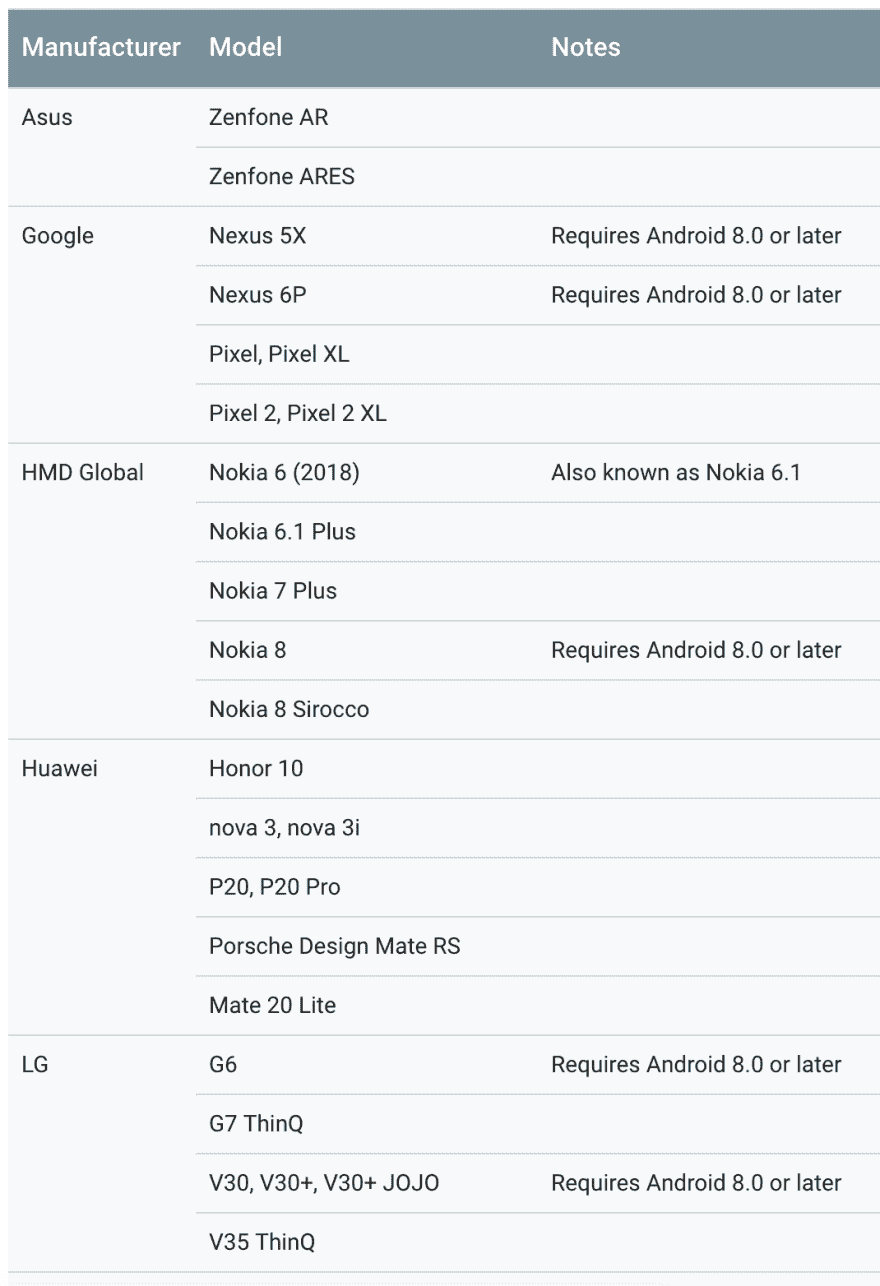 Manufacturer Model Notes
Asus Zenfone AR
Zenfone ARES
Google Nexus 5X Requires Android 8.0 or later
Nexus 6P Requires Android 8.0 or later
Pixel, Pixel XL
Pixel 2, Pixel 2 XL
HMD Global Nokia 6 (2018) Also known as Nokia 6.1
Nokia 6.1 Plus
Nokia 7 Plus
Nokia 8 Requires Android 8.0 or later
Nokia 8 Sirocco
Huawei Honor 10
nova 3, nova 3i
P20, P20 Pro
Porsche Design Mate RS
Mate 20 Lite
LG G6 Requires Android 8.0 or later
G7 ThinQ
V30, V30+, V30+ JOJO Requires Android 8.0 or later
V35 ThinQ